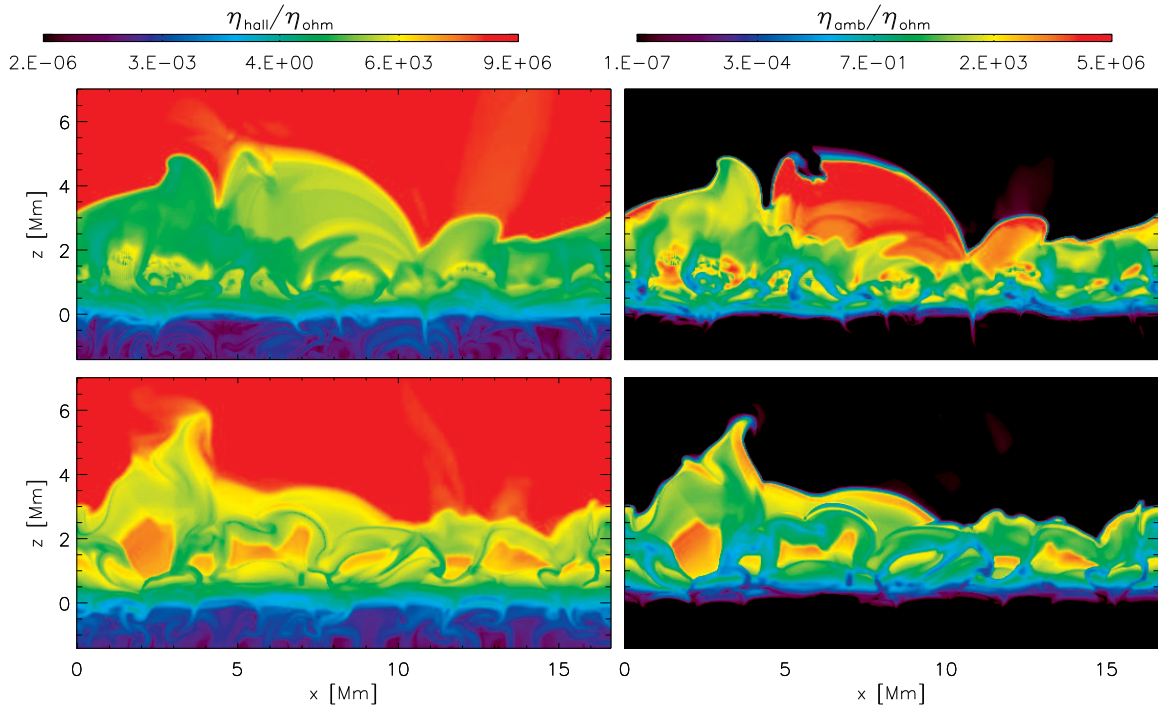 η_hall/η_ohm η_amb/η_ohm
2.E-06 3.E-03 4.E+00 6.E+03 9.E+06 1.E-07 3.E-04 7.E-01 2.E+03 5.E+06
6
4
z [Mm]
2
0
6
4
z [Mm]
2
0
0 5 10 15 0 5 10 15
x [Mm] x [Mm]